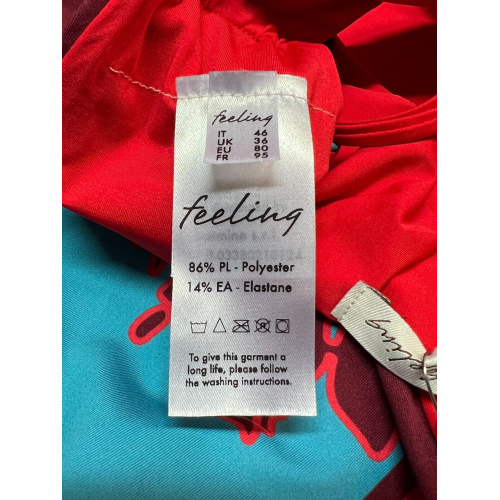 feeling
IT 46
UK 36
EU 80
FR 95
feeling
86% PL - Polyester
14% EA - Elastane
To give this garment a
long life, please follow
the washing instructions.
feeling